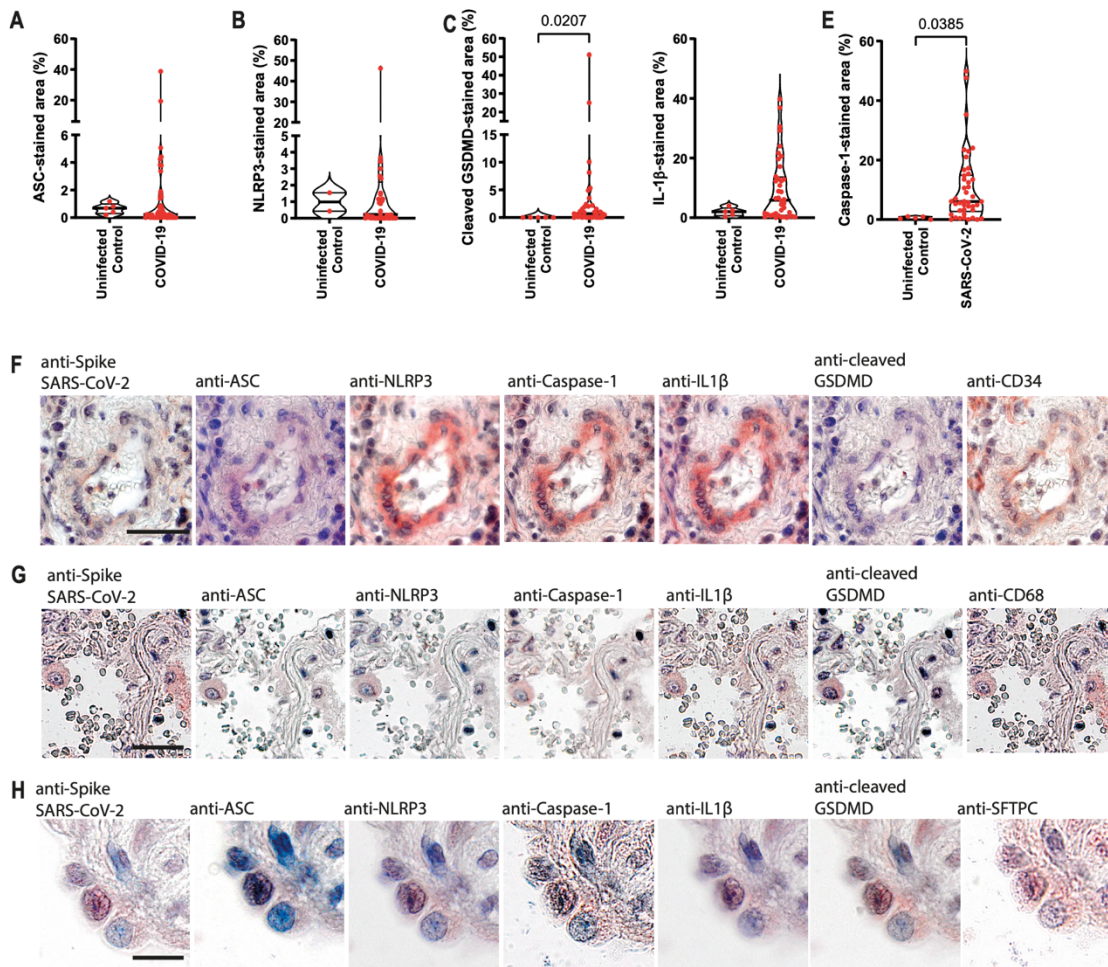 A
ASC-stained area (%)
60
40
20
6
4
2
0
Uninfected
Control
COVID-19
B
NLRP3-stained area (%)
60
50
40
30
20
5
4
3
2
1
0
Uninfected
Control
COVID-19
C
0.0207
Cleaved GSDMD-stained area (%)
60
50
40
30
20
15
10
5
0
Uninfected
Control
COVID-19
IL-1β-stained area (%)
60
40
20
0
Uninfected
Control
COVID-19
E
0.0385
Caspase-1-stained area (%)
60
40
20
0
Uninfected
Control
SARS-CoV-2
F
anti-Spike
SARS-CoV-2
anti-ASC
anti-NLRP3
anti-Caspase-1
anti-IL1β
anti-cleaved
GSDMD
anti-CD34
G
anti-Spike
SARS-CoV-2
anti-ASC
anti-NLRP3
anti-Caspase-1
anti-IL1β
anti-cleaved
GSDMD
anti-CD68
H
anti-Spike
SARS-CoV-2
anti-ASC
anti-NLRP3
anti-Caspase-1
anti-IL1β
anti-cleaved
GSDMD
anti-SFTPC